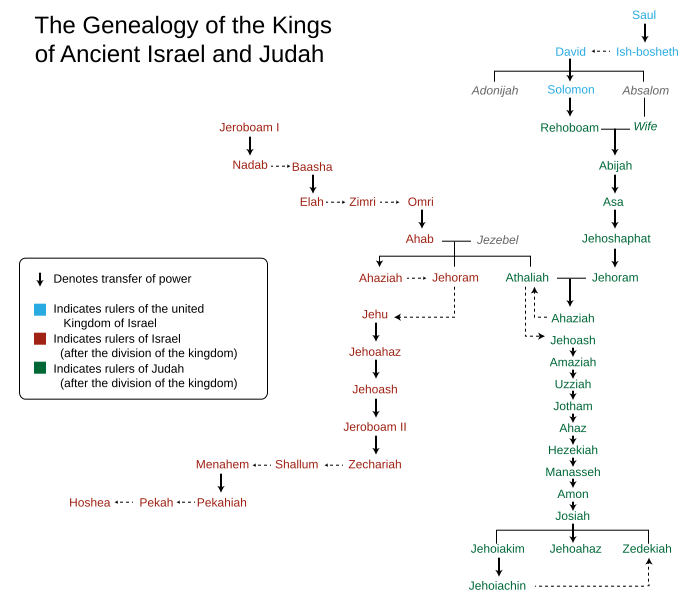 The Genealogy of the Kings
of Ancient Israel and Judah
Saul
David
Ish-bosheth
Adonijah
Solomon
Absalom
Rehoboam
Wife
Jeroboam I
Nadab
Baasha
Abijah
Elah
Zimri
Omri
Asa
Ahab
Jezebel
Jehoshaphat
Ahaziah
Jehoram
Athaliah
Jehoram
Denotes transfer of power
Indicates rulers of the united
Kingdom of Israel
Indicates rulers of Israel
(after the division of the kingdom)
Indicates rulers of Judah
(after the division of the kingdom)
Jehu
Ahaziah
Jehoash
Jehoahaz
Amaziah
Jehoash
Uzziah
Jotham
Jeroboam II
Ahaz
Hezekiah
Menahem
Shallum
Zechariah
Manasseh
Amon
Hoshea
Pekah
Pekahiah
Josiah
Jehoiakim
Jehoahaz
Zedekiah
Jehoiachin